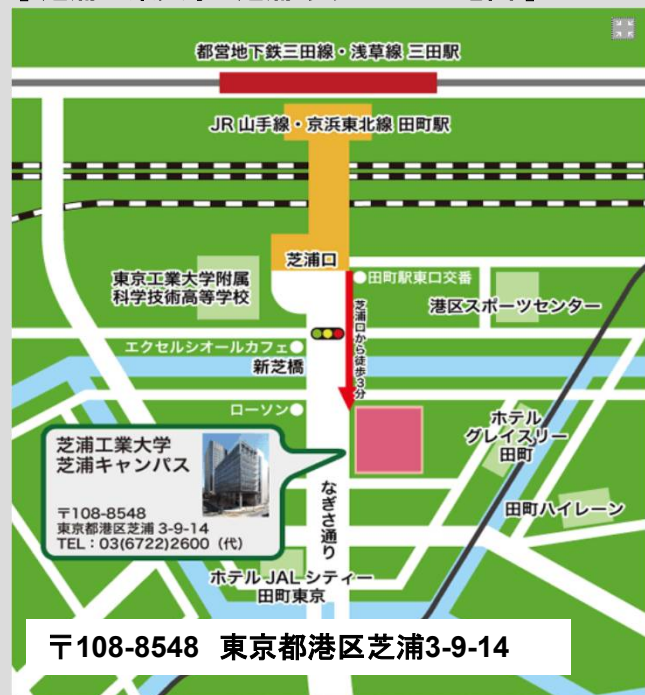 都営地下鉄三田線・浅草線 三田駅
JR 山手線・京浜東北線 田町駅
芝浦口
田町駅東口交番
東京工業大学附属
科学技術高等学校
港区スポーツセンター
芝浦口から徒歩3分
エクセルシオールカフェ
新芝橋
ローソン
ホテル
グレイスリー
田町
芝浦工業大学
芝浦キャンパス
〒108-8548
東京都港区芝浦 3-9-14
TEL：03(6722)2600（代）
なぎさ通り
田町ハイレーン
ホテル JAL シティー
田町東京
〒108-8548 東京都港区芝浦3-9-14